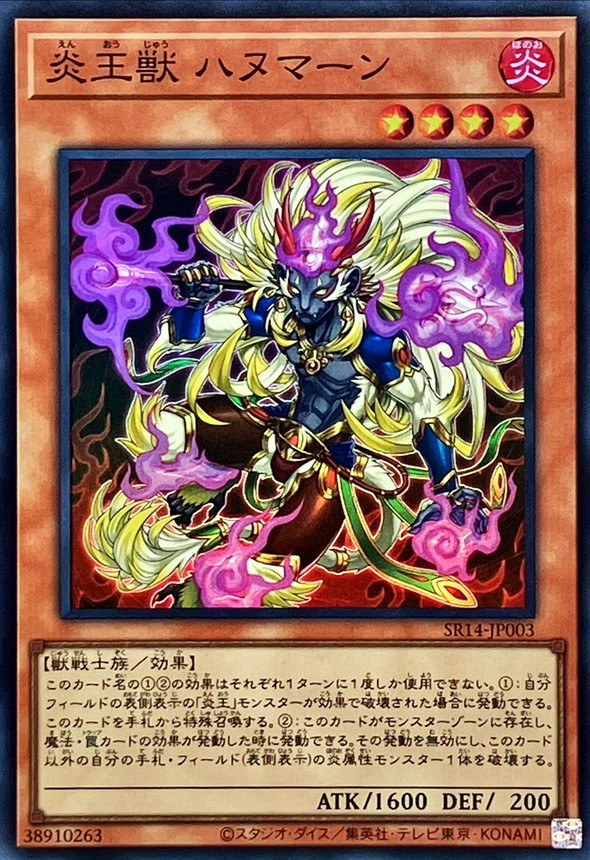 炎王獣 ハヌマーン
炎
SR14-JP003
【獣戦士族／効果】
このカード名の①②の効果はそれぞれ1ターンに1度しか使用できない。①：自分
フィールドの表側表示の「炎王」モンスターが効果で破壊された場合に発動できる。
このカードを手札から特殊召喚する。②：このカードがモンスターゾーンに存在し、
魔法・罠カードの効果が発動した時に発動できる。その発動を無効にし、このカード
以外の自分の手札・フィールド(表側表示)の炎属性モンスター1体を破壊する。
ATK/1600 DEF/ 200
38910263 ©スタジオ・ダイス／集英社・テレビ東京・KONAMI